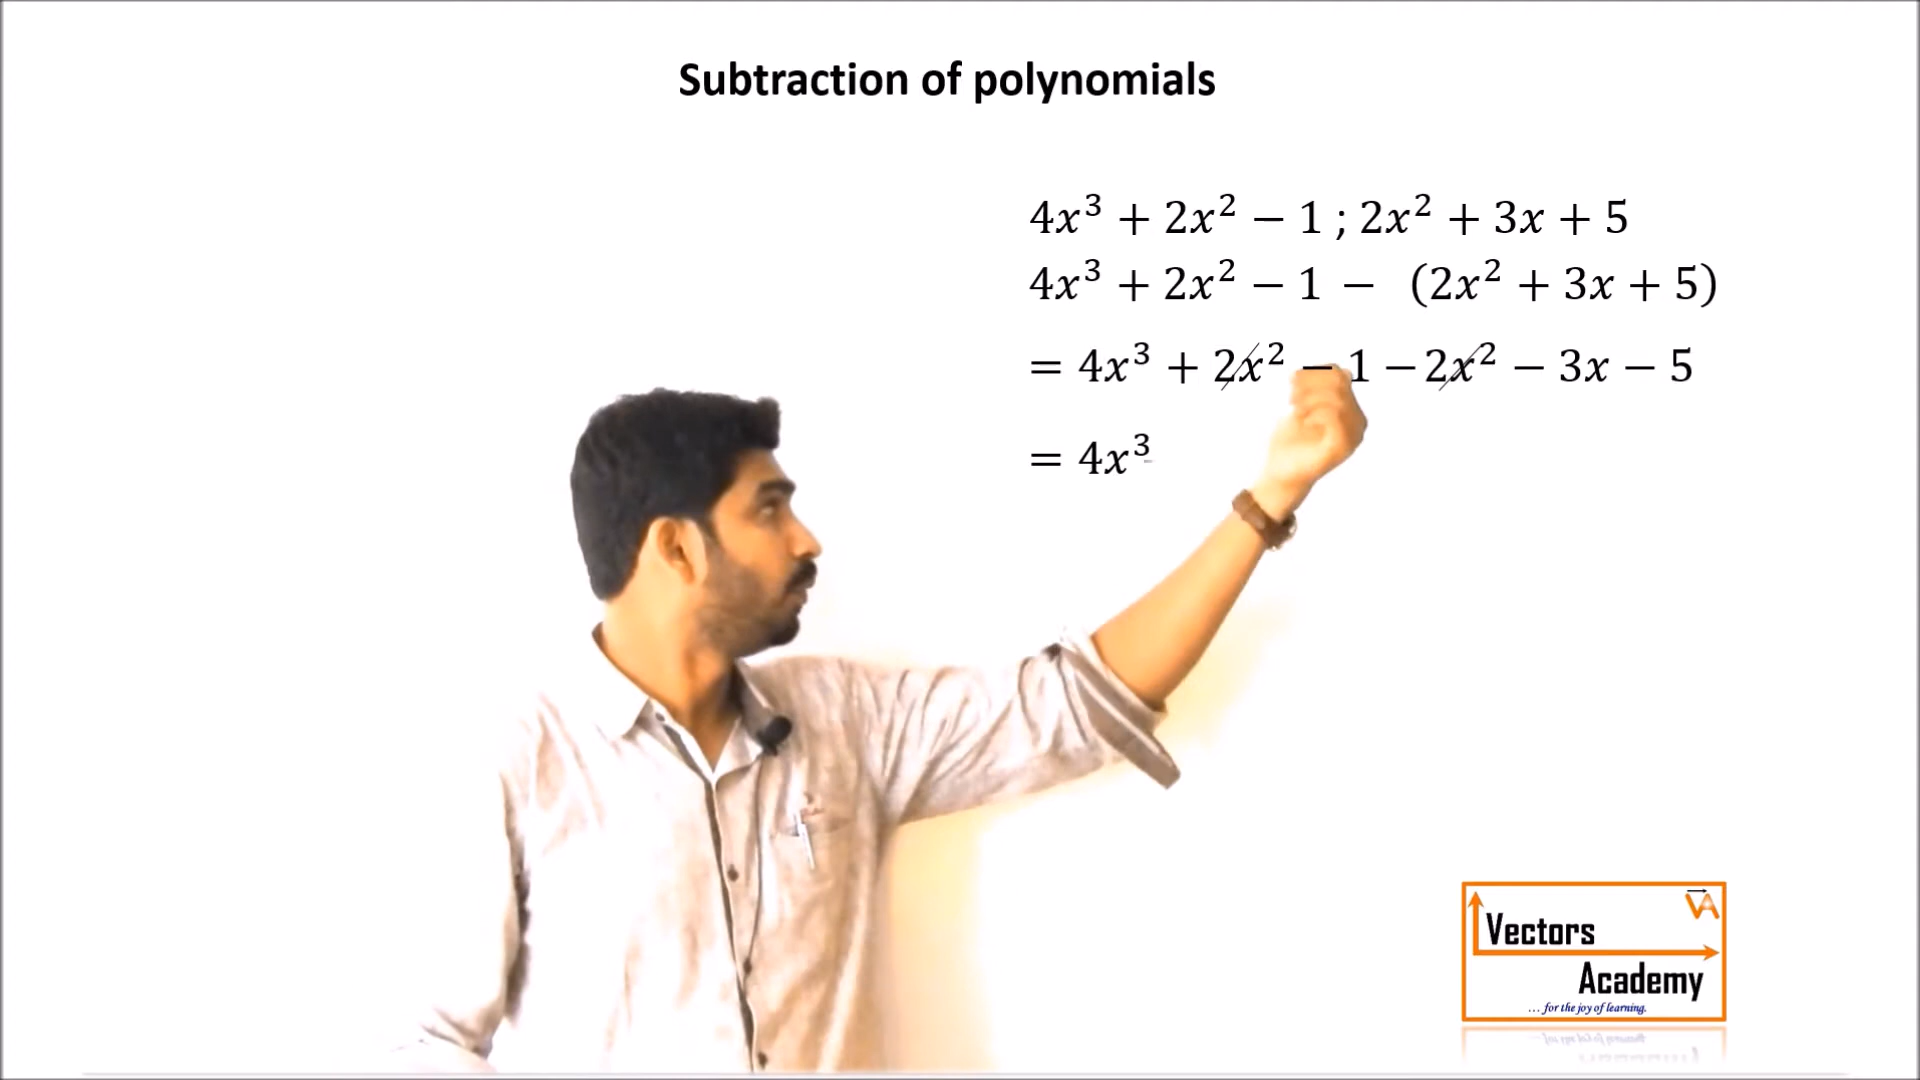 Subtraction of polynomials
4x³ + 2x² − 1 ; 2x² + 3x + 5
4x³ + 2x² − 1 − (2x² + 3x + 5)
= 4x³ + 2x² − 1 − 2x² − 3x − 5
= 4x³
VA
Vectors
Academy
... for the joy of learning.